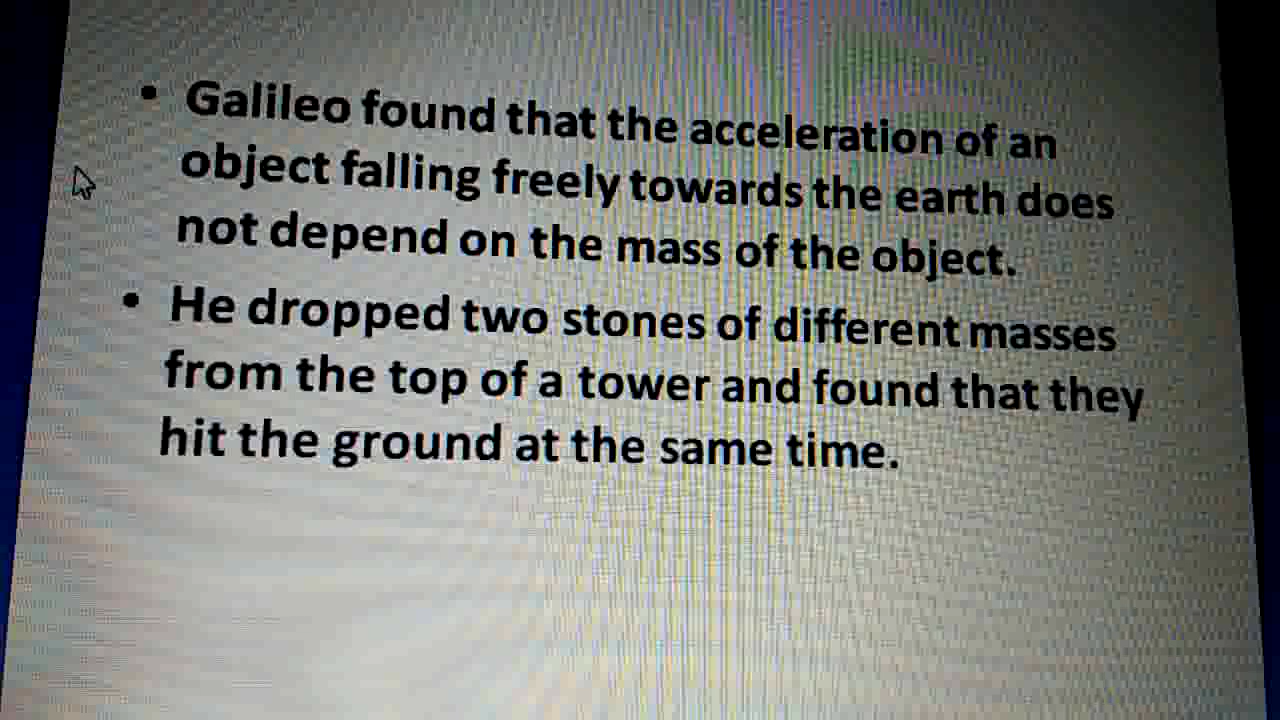 • Galileo found that the acceleration of an
object falling freely towards the earth does
not depend on the mass of the object.
• He dropped two stones of different masses
from the top of a tower and found that they
hit the ground at the same time.